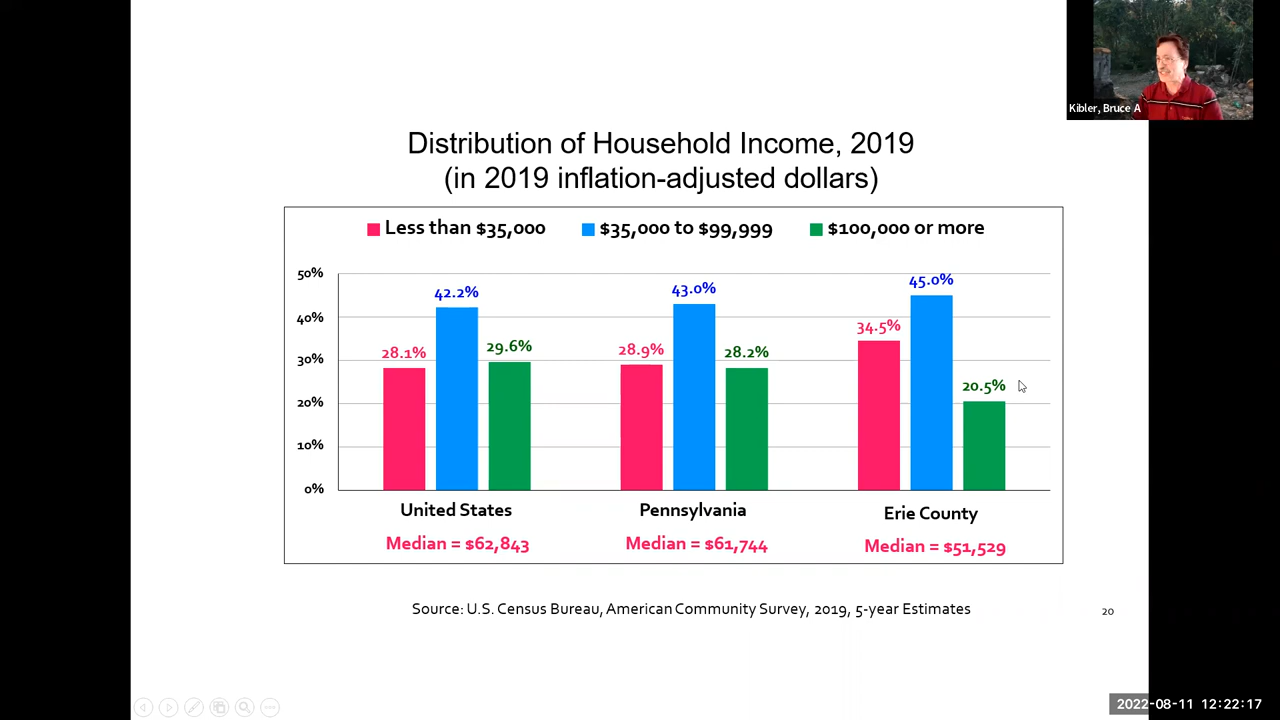 Kibler, Bruce A
Distribution of Household Income, 2019
(in 2019 inflation-adjusted dollars)
Less than $35,000 $35,000 to $99,999 $100,000 or more
50%
40%
30%
20%
10%
0%
28.1% 42.2% 29.6%
28.9% 43.0% 28.2%
34.5% 45.0% 20.5%
United States Pennsylvania Erie County
Median = $62,843 Median = $61,744 Median = $51,529
Source: U.S. Census Bureau, American Community Survey, 2019, 5-year Estimates
20
2022-08-11 12:22:17